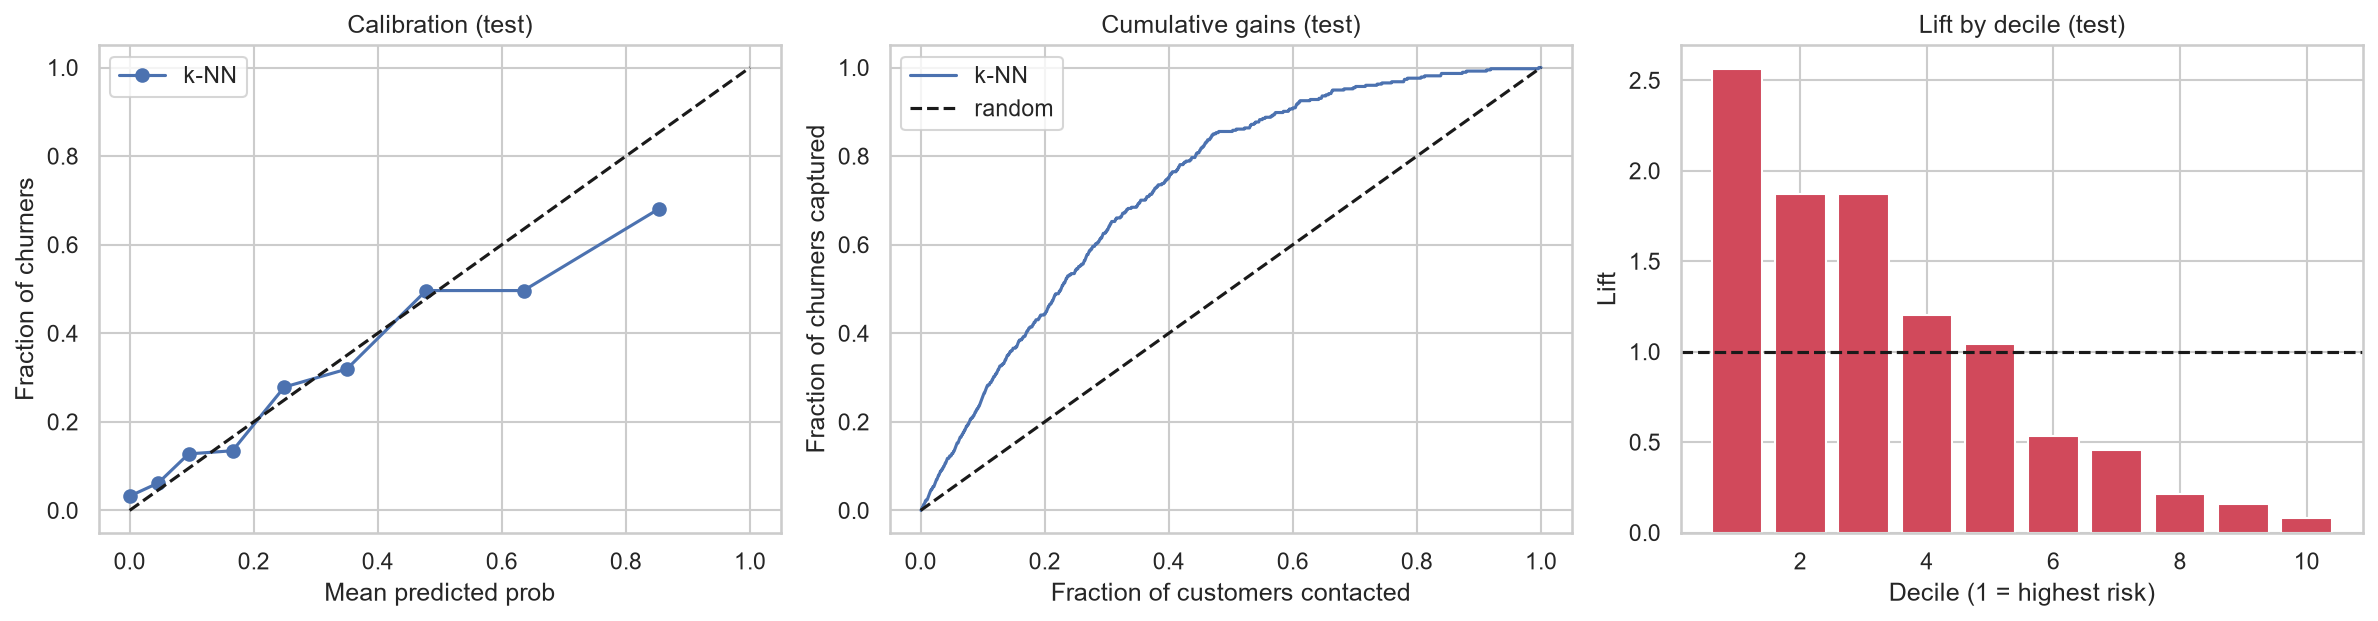 Calibration (test)
k-NN
1.0
0.8
0.6
0.4
0.2
0.0
Fraction of churners
0.0 0.2 0.4 0.6 0.8 1.0
Mean predicted prob
Cumulative gains (test)
k-NN
random
1.0
0.8
0.6
0.4
0.2
0.0
Fraction of churners captured
0.0 0.2 0.4 0.6 0.8 1.0
Fraction of customers contacted
Lift by decile (test)
2.5
2.0
1.5
1.0
0.5
0.0
Lift
2 4 6 8 10
Decile (1 = highest risk)